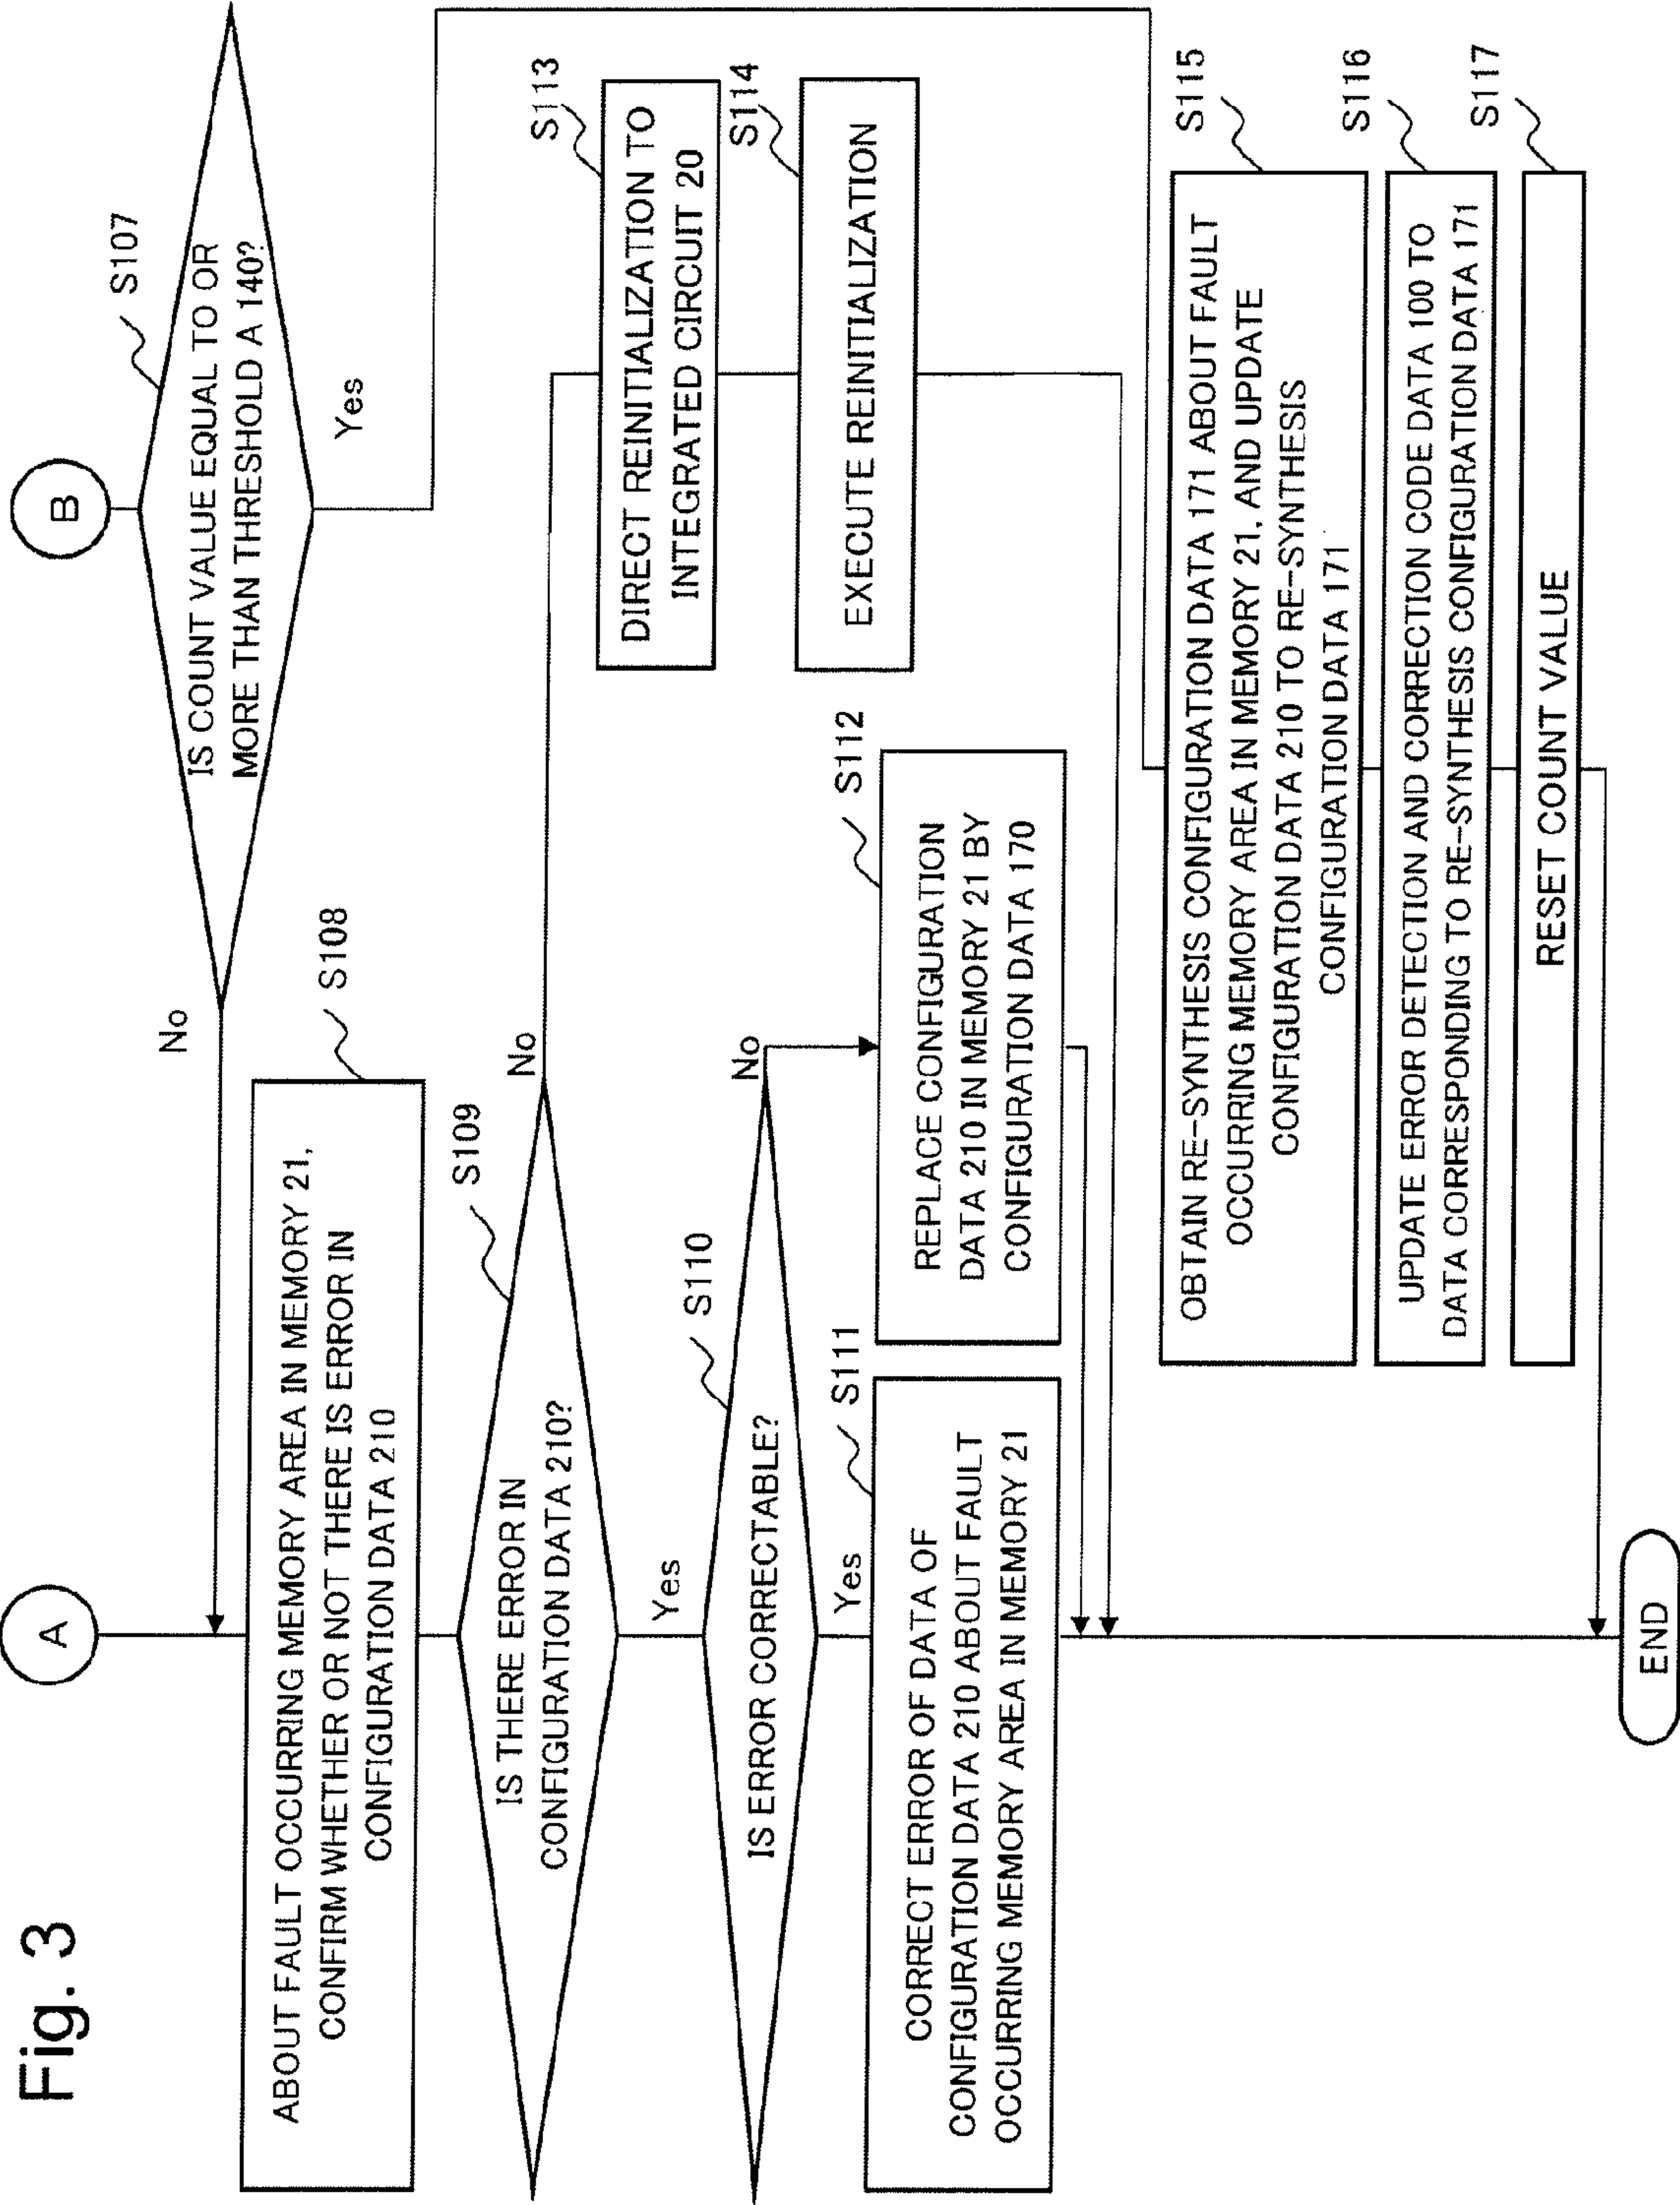 Fig. 3
A
B
S107
IS COUNT VALUE EQUAL TO OR
MORE THAN THRESHOLD A 140?
No
Yes
S108
ABOUT FAULT OCCURRING MEMORY AREA IN MEMORY 21,
CONFIRM WHETHER OR NOT THERE IS ERROR IN
CONFIGURATION DATA 210
S109
IS THERE ERROR IN
CONFIGURATION DATA 210?
No
Yes
S113
DIRECT REINITIALIZATION TO
INTEGRATED CIRCUIT 20
S114
EXECUTE REINITIALIZATION
S110
IS ERROR CORRECTABLE?
No
Yes
S111
CORRECT ERROR OF DATA OF
CONFIGURATION DATA 210 ABOUT FAULT
OCCURRING MEMORY AREA IN MEMORY 21
S112
REPLACE CONFIGURATION
DATA 210 IN MEMORY 21 BY
CONFIGURATION DATA 170
S115
OBTAIN RE-SYNTHESIS CONFIGURATION DATA 171 ABOUT FAULT
OCCURRING MEMORY AREA IN MEMORY 21, AND UPDATE
CONFIGURATION DATA 210 TO RE-SYNTHESIS
CONFIGURATION DATA 171
S116
UPDATE ERROR DETECTION AND CORRECTION CODE DATA 100 TO
DATA CORRESPONDING TO RE-SYNTHESIS CONFIGURATION DATA 171
S117
RESET COUNT VALUE
END